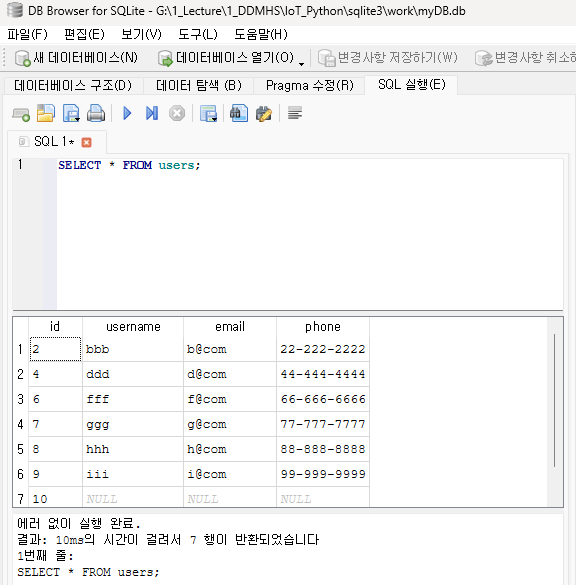 DB Browser for SQLite - G:\1_Lecture\1_DDMHS\IoT_Python\sqlite3\work\myDB.db
파일(F) 편집(E) 보기(V) 도구(L) 도움말(H)
새 데이터베이스(N) 데이터베이스 열기(O) 변경사항 저장하기(W) 변경사항 취소하
데이터베이스 구조(D) 데이터 탐색 (B) Pragma 수정(R) SQL 실행(E)
SQL 1*
1 SELECT * FROM users;
id username email phone
1 2 bbb b@com 22-222-2222
2 4 ddd d@com 44-444-4444
3 6 fff f@com 66-666-6666
4 7 ggg g@com 77-777-7777
5 8 hhh h@com 88-888-8888
6 9 iii i@com 99-999-9999
7 10 NULL NULL NULL
에러 없이 실행 완료.
결과: 10ms의 시간이 걸려서 7 행이 반환되었습니다
1번째 줄:
SELECT * FROM users;